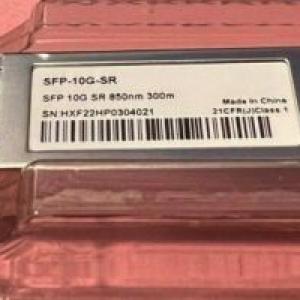 SFP-10G-SR
SFP 10G SR 850nm 300m
Made In China
SN:HXF22HP0304021
21CFR(J)Class 1